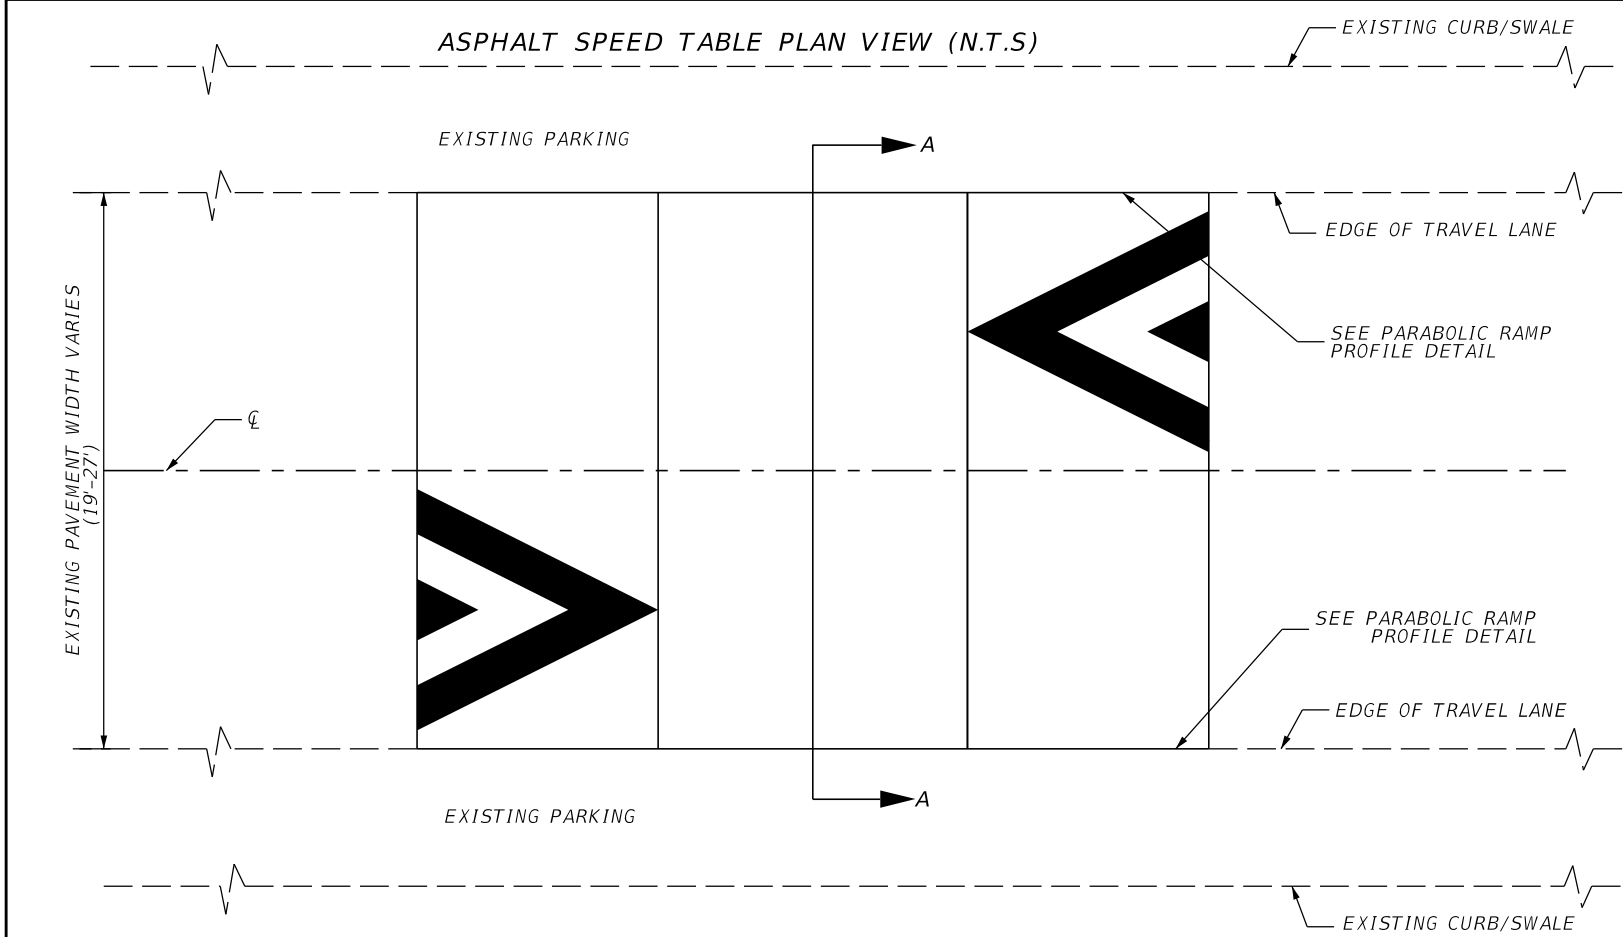 EXISTING CURB/SWALE
ASPHALT SPEED TABLE PLAN VIEW (N.T.S)
EXISTING PARKING
A
EDGE OF TRAVEL LANE
SEE PARABOLIC RAMP
PROFILE DETAIL
EXISTING PAVEMENT WIDTH VARIES
(19'-27')
℄
SEE PARABOLIC RAMP
PROFILE DETAIL
EDGE OF TRAVEL LANE
A
EXISTING PARKING
EXISTING CURB/SWALE